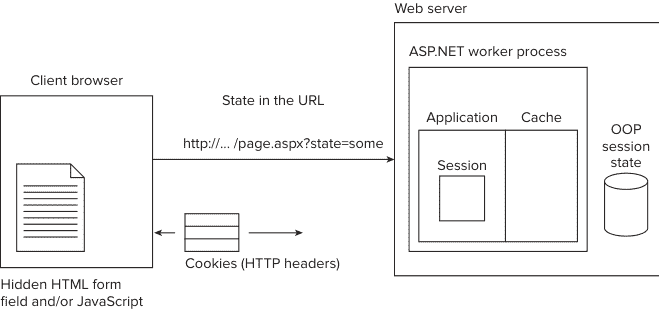 Web server
ASP.NET worker process
Client browser
State in the URL
Application
Cache
http://... /page.aspx?state=some
OOP
session
state
Session
Cookies (HTTP headers)
Hidden HTML form
field and/or JavaScript